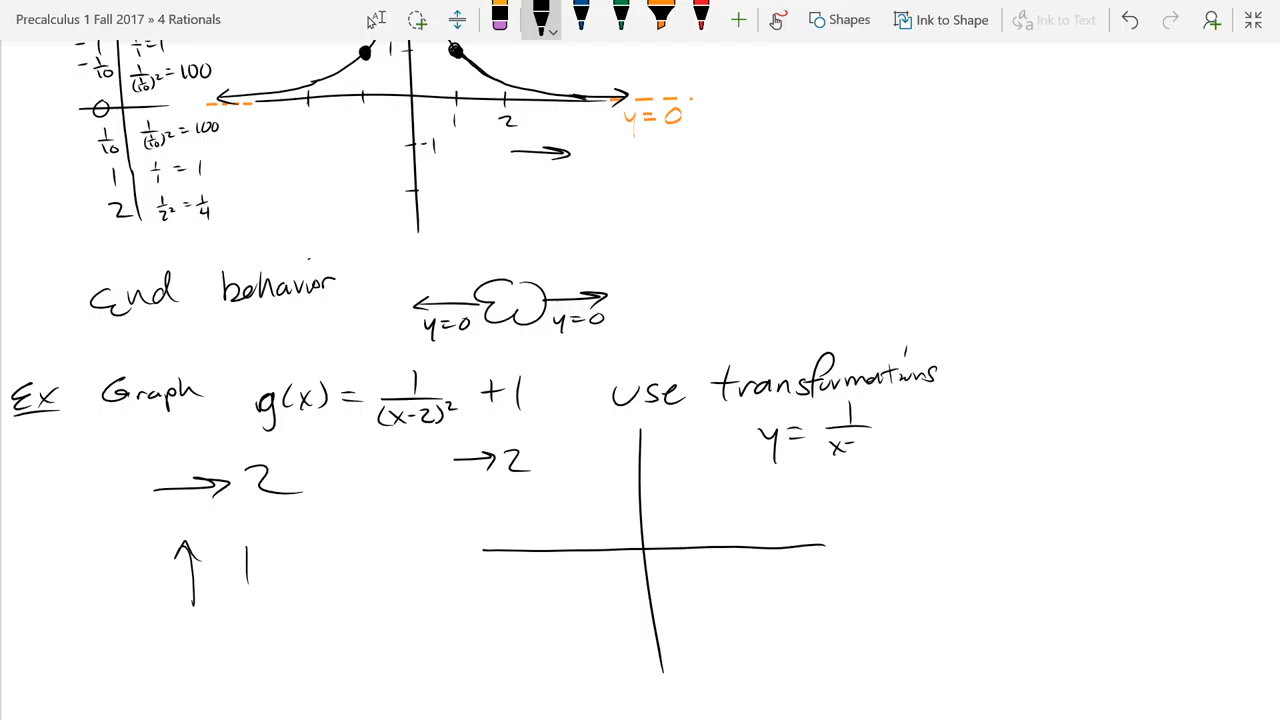 Precalculus 1 Fall 2017 » 4 Rationals
Shapes
Ink to Shape
Ink to Text
-1 | 1/1 = 1
-1/10 | 1/(1/10)² = 100
0
1/10 | 1/(1/10)² = 100
1 | 1/1 = 1
2 | 1/2² = 1/4
1
1 2
-1
y = 0
End behavior
y=0 y=0
Ex Graph g(x) = 1/(x-2)² + 1 use transformations
y = 1/x-
→ 2 → 2
↑ 1